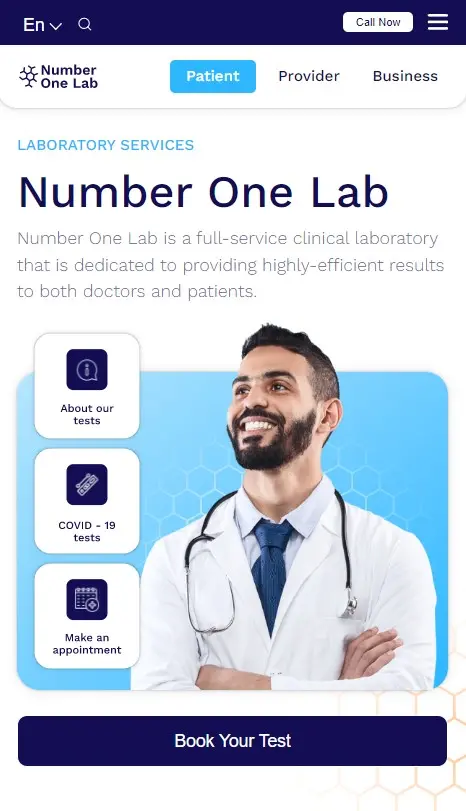 En
Call Now
Number
One Lab
Patient
Provider
Business
LABORATORY SERVICES
Number One Lab
Number One Lab is a full-service clinical laboratory
that is dedicated to providing highly-efficient results
to both doctors and patients.
About our
tests
COVID - 19
tests
Make an
appointment
Book Your Test